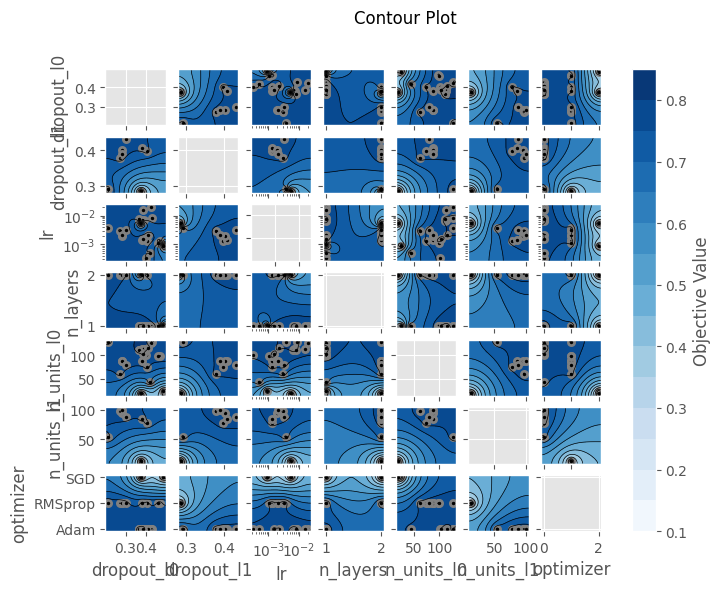 Contour Plot
dropout_l0
0.4
0.3
dropout_l1
0.4
0.3
lr
10⁻²
10⁻³
n_layers
2
1
n_units_l0
100
50
n_units_l1
100
50
optimizer
SGD
RMSprop
Adam
0.3 0.4
0.3 0.4
10⁻³ 10⁻²
1 2
50 100
50 100
0 2
dropout_l0
dropout_l1
lr
n_layers
n_units_l0
n_units_l1
optimizer
0.8
0.7
0.6
0.5
0.4
0.3
0.2
0.1
Objective Value